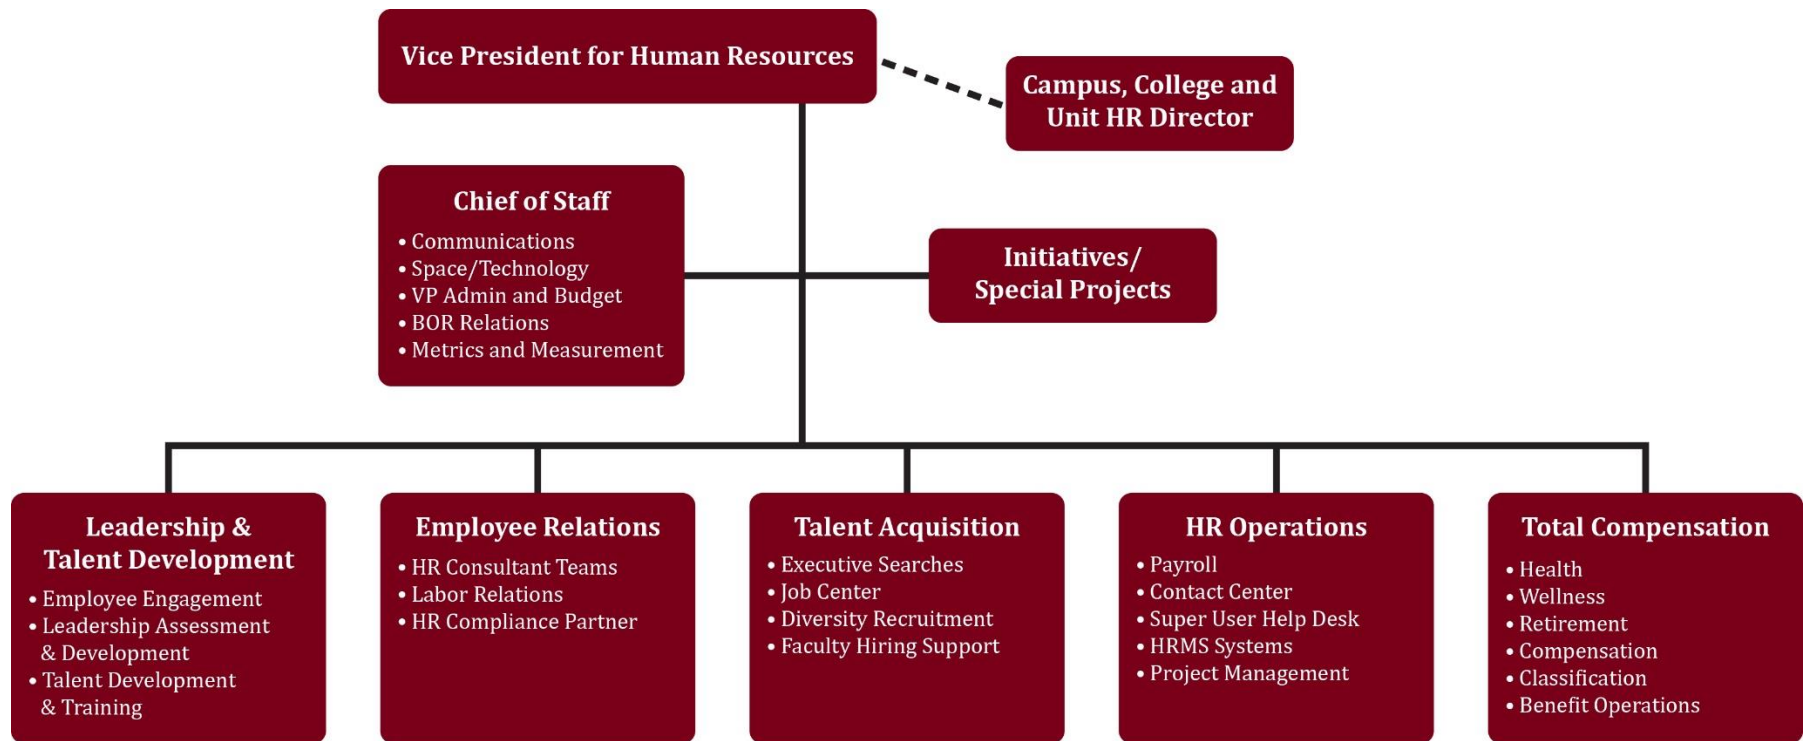 Vice President for Human Resources
Campus, College and
Unit HR Director
Chief of Staff
• Communications
• Space/Technology
• VP Admin and Budget
• BOR Relations
• Metrics and Measurement
Initiatives/
Special Projects
Leadership &
Talent Development
• Employee Engagement
• Leadership Assessment
& Development
• Talent Development
& Training
Employee Relations
• HR Consultant Teams
• Labor Relations
• HR Compliance Partner
Talent Acquisition
• Executive Searches
• Job Center
• Diversity Recruitment
• Faculty Hiring Support
HR Operations
• Payroll
• Contact Center
• Super User Help Desk
• HRMS Systems
• Project Management
Total Compensation
• Health
• Wellness
• Retirement
• Compensation
• Classification
• Benefit Operations